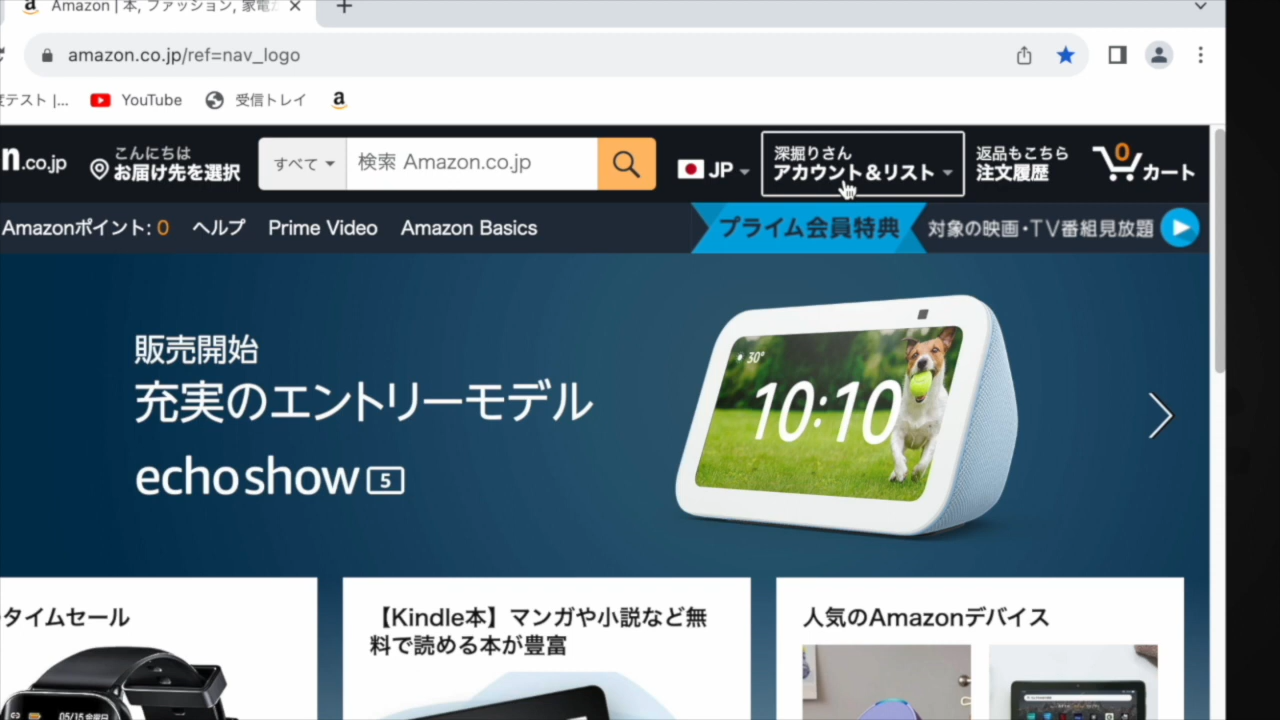 Amazon | 本, ファッション, 家電か
amazon.co.jp/ref=nav_logo
度テスト |...
YouTube
受信トレイ
n.co.jp
こんにちは
お届け先を選択
すべて
検索 Amazon.co.jp
JP
深掘りさん
アカウント&リスト
返品もこちら
注文履歴
0
カート
Amazonポイント: 0
ヘルプ
Prime Video
Amazon Basics
プライム会員特典
対象の映画・TV番組見放題
販売開始
充実のエントリーモデル
echo show 5
30°
10:10
タイムセール
【Kindle本】マンガや小説など無
料で読める本が豊富
人気のAmazonデバイス
05/15